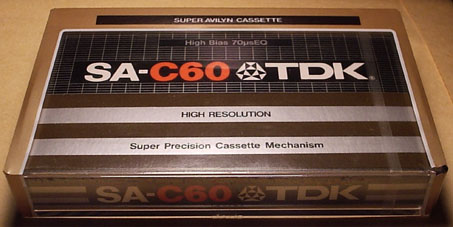 SUPER AVILYN CASSETTE
High Bias 70μsEQ
SA-C60 TDK
HIGH RESOLUTION
Super Precision Cassette Mechanism
SA-C60 TDK